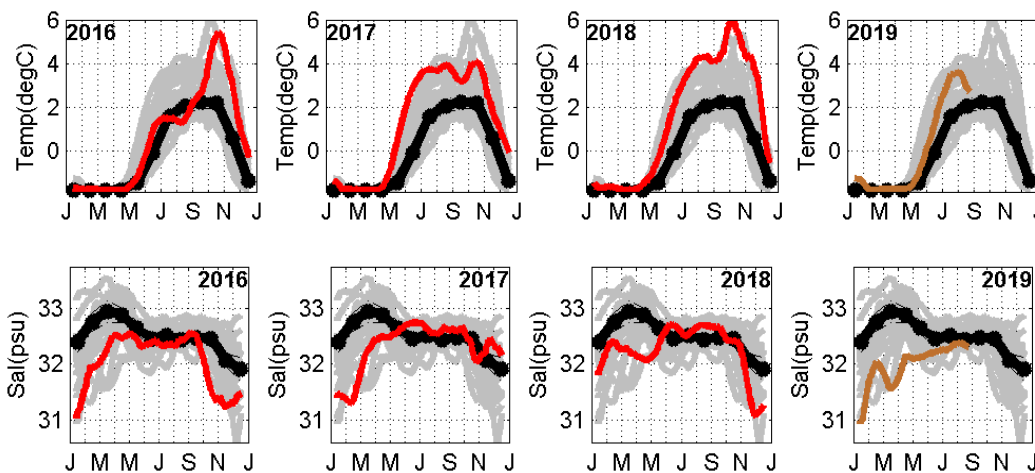 6
4
2
0
Temp(degC)
2016
J M M J S N J
6
4
2
0
Temp(degC)
2017
J M M J S N J
6
4
2
0
Temp(degC)
2018
J M M J S N J
6
4
2
0
Temp(degC)
2019
J M M J S N J
33
32
31
Sal(psu)
2016
J M M J S N J
33
32
31
Sal(psu)
2017
J M M J S N J
33
32
31
Sal(psu)
2018
J M M J S N J
33
32
31
Sal(psu)
2019
J M M J S N J